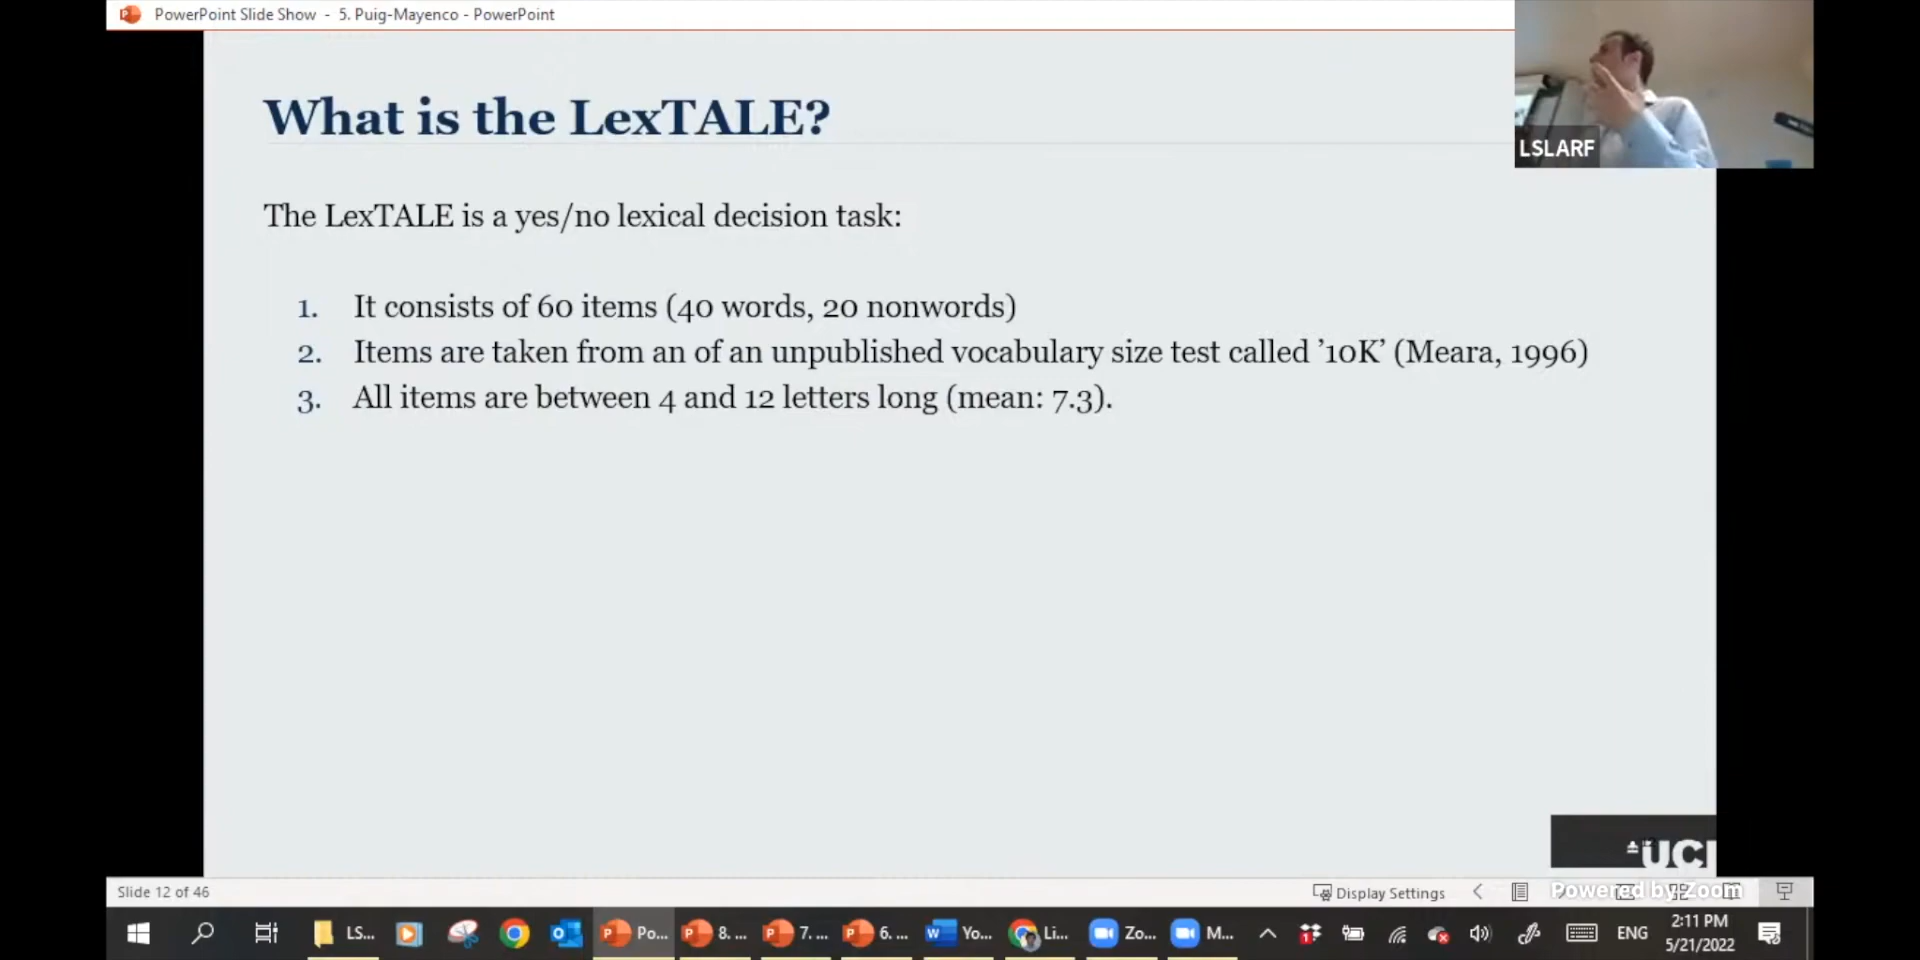 PowerPoint Slide Show - 5. Puig-Mayenco - PowerPoint
What is the LexTALE?
LSLARF
The LexTALE is a yes/no lexical decision task:
1. It consists of 60 items (40 words, 20 nonwords)
2. Items are taken from an of an unpublished vocabulary size test called ’10K’ (Meara, 1996)
3. All items are between 4 and 12 letters long (mean: 7.3).
Slide 12 of 46
Display Settings
Powered by Zoom
LS...
Po...
8. ...
7. ...
6. ...
Yo...
Li...
Zo...
M...
ENG
2:11 PM
5/21/2022